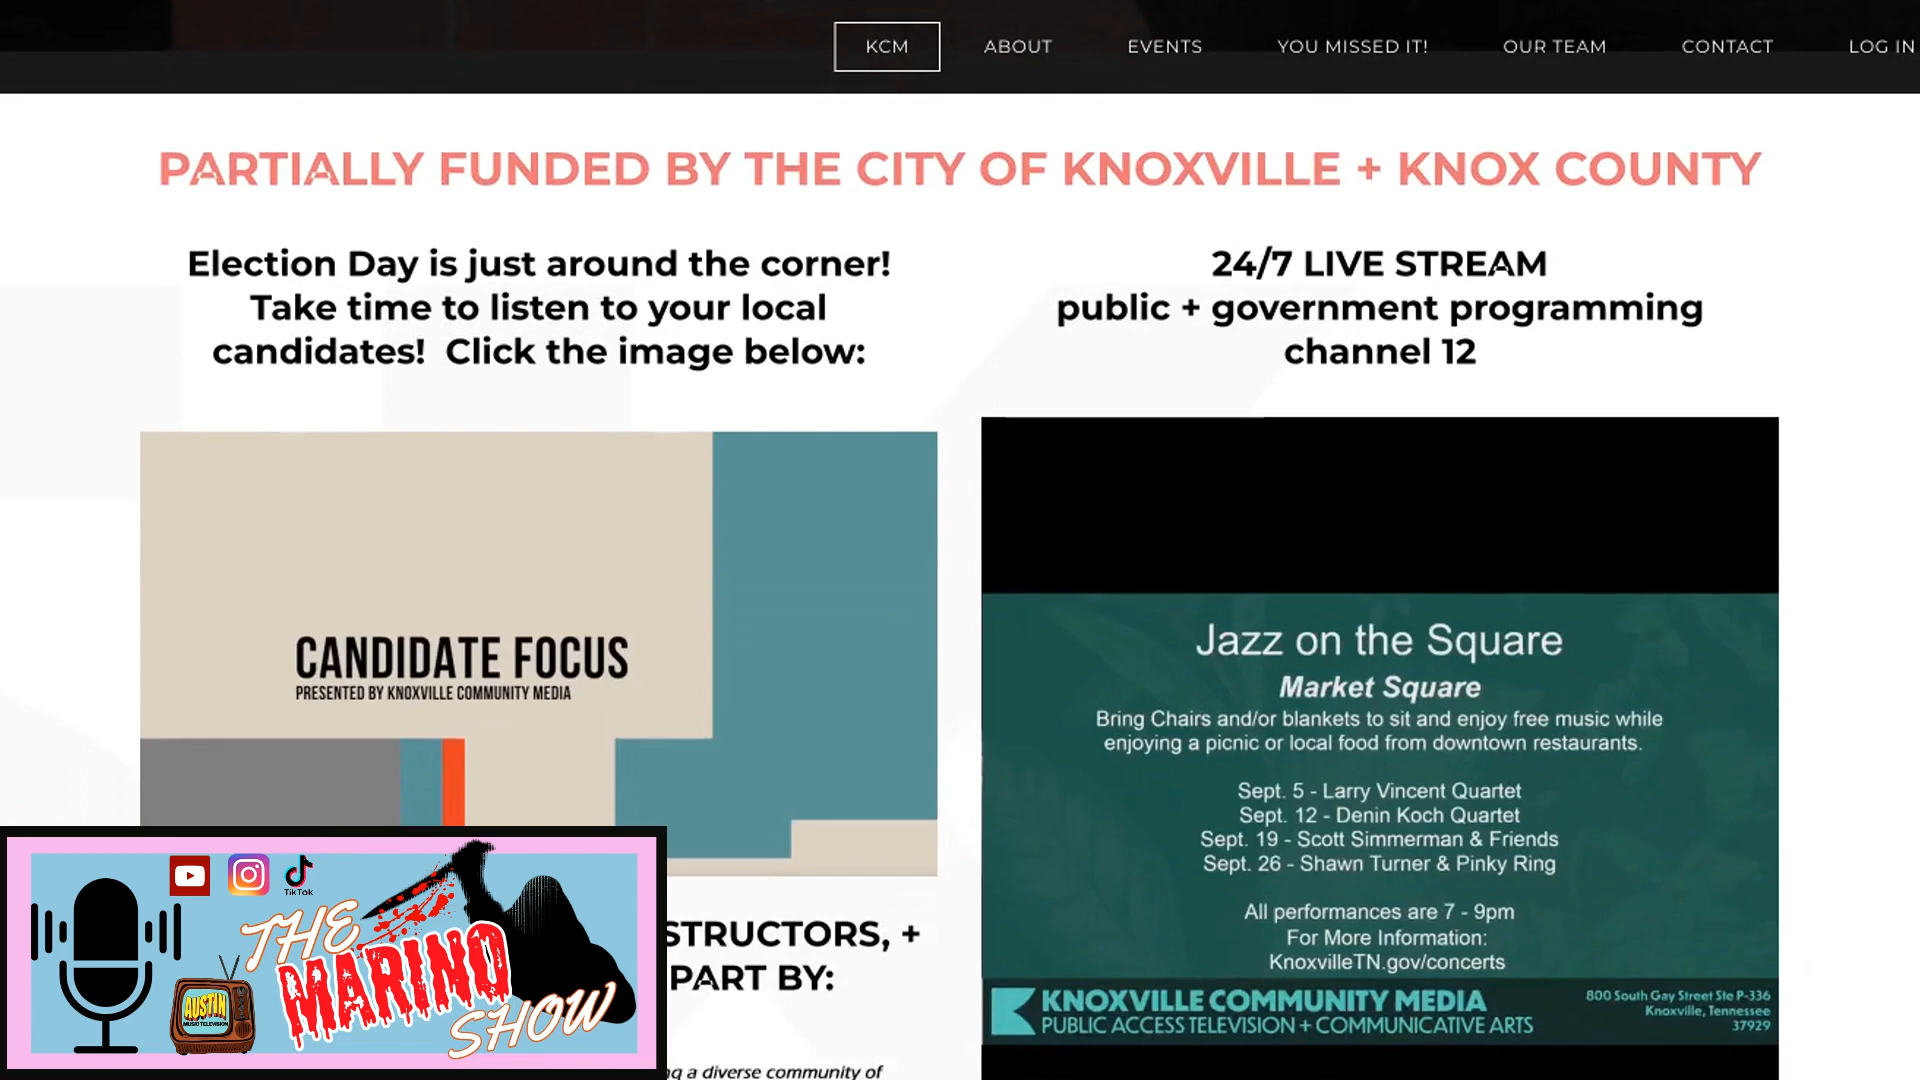 KCM
ABOUT
EVENTS
YOU MISSED IT!
OUR TEAM
CONTACT
LOG IN
PARTIALLY FUNDED BY THE CITY OF KNOXVILLE + KNOX COUNTY
Election Day is just around the corner!
Take time to listen to your local
candidates! Click the image below:
24/7 LIVE STREAM
public + government programming
channel 12
CANDIDATE FOCUS
PRESENTED BY KNOXVILLE COMMUNITY MEDIA
Jazz on the Square
Market Square
Bring Chairs and/or blankets to sit and enjoy free music while
enjoying a picnic or local food from downtown restaurants.
Sept. 5 - Larry Vincent Quartet
Sept. 12 - Denin Koch Quartet
Sept. 19 - Scott Simmerman & Friends
Sept. 26 - Shawn Turner & Pinky Ring
All performances are 7 - 9pm
For More Information:
KnoxvilleTN.gov/concerts
KNOXVILLE COMMUNITY MEDIA
PUBLIC ACCESS TELEVISION + COMMUNICATIVE ARTS
800 South Gay Street Ste P-336
Knoxville, Tennessee
37929
STRUCTORS, +
PART BY:
a diverse community of
TikTok
THE
MARINO
SHOW
AUSTIN
MUSIC TELEVISION